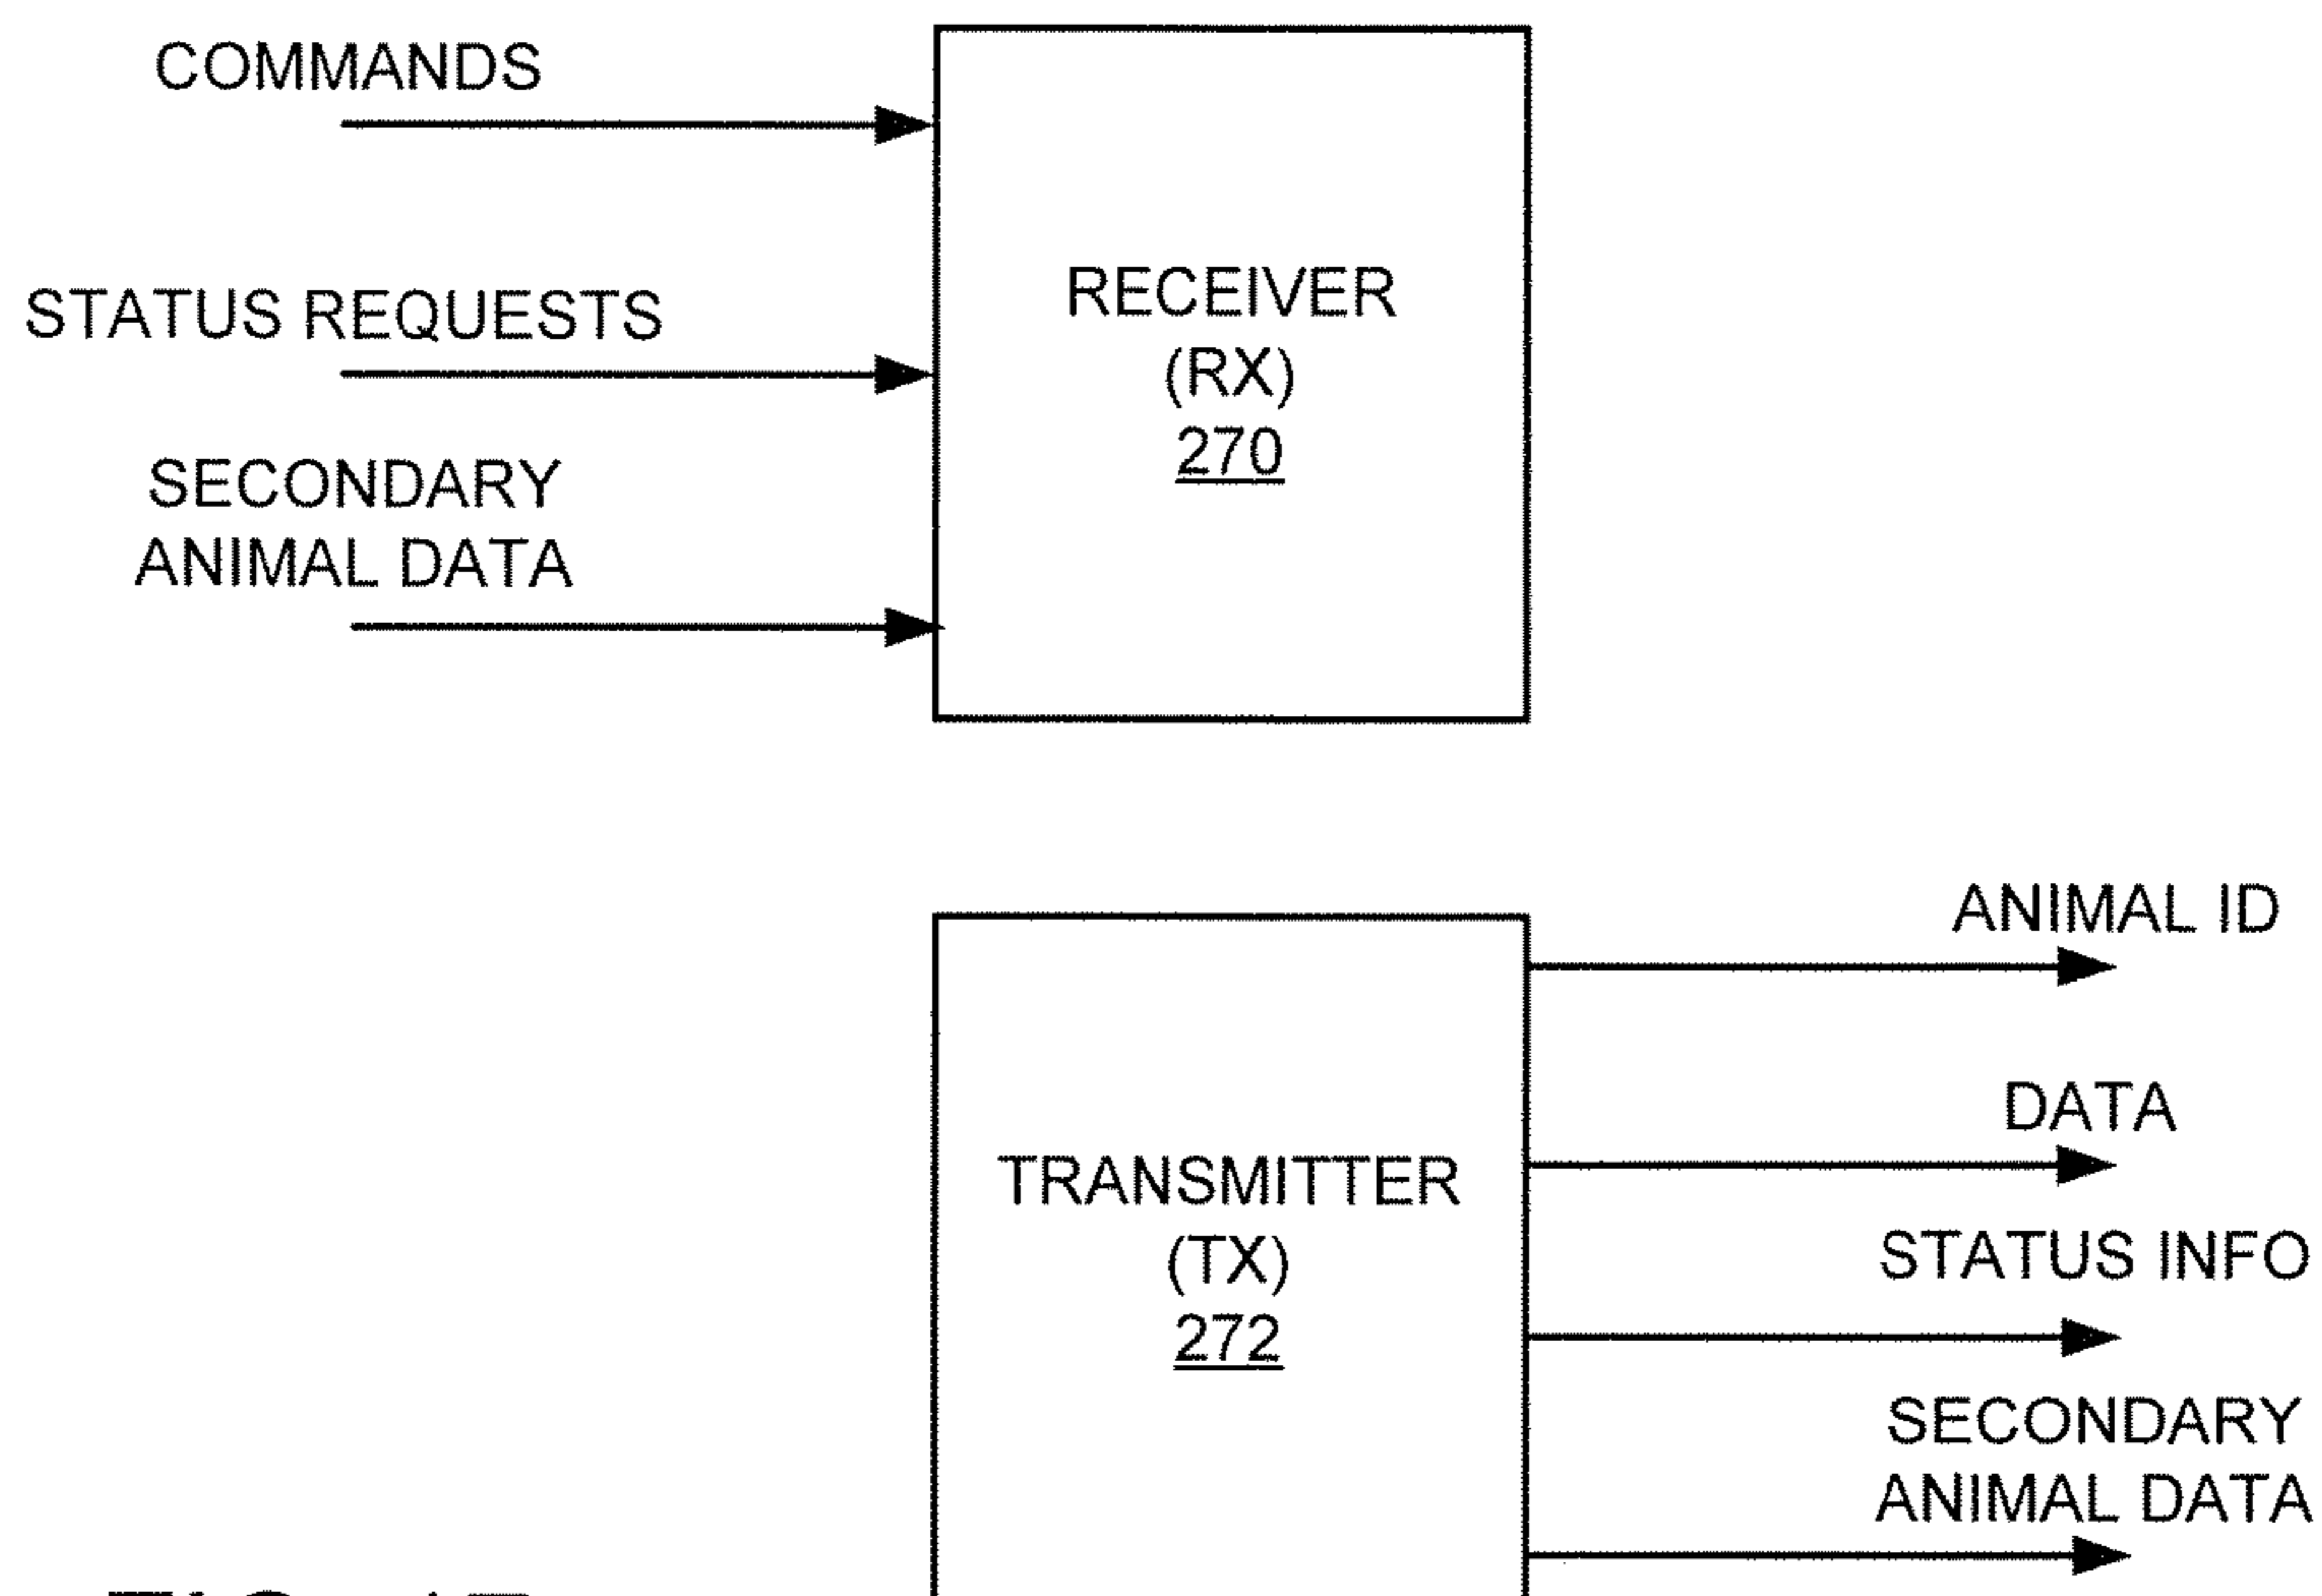 COMMANDS
STATUS REQUESTS
SECONDARY
ANIMAL DATA
RECEIVER
(RX)
270
ANIMAL ID
DATA
STATUS INFO
SECONDARY
ANIMAL DATA
TRANSMITTER
(TX)
272